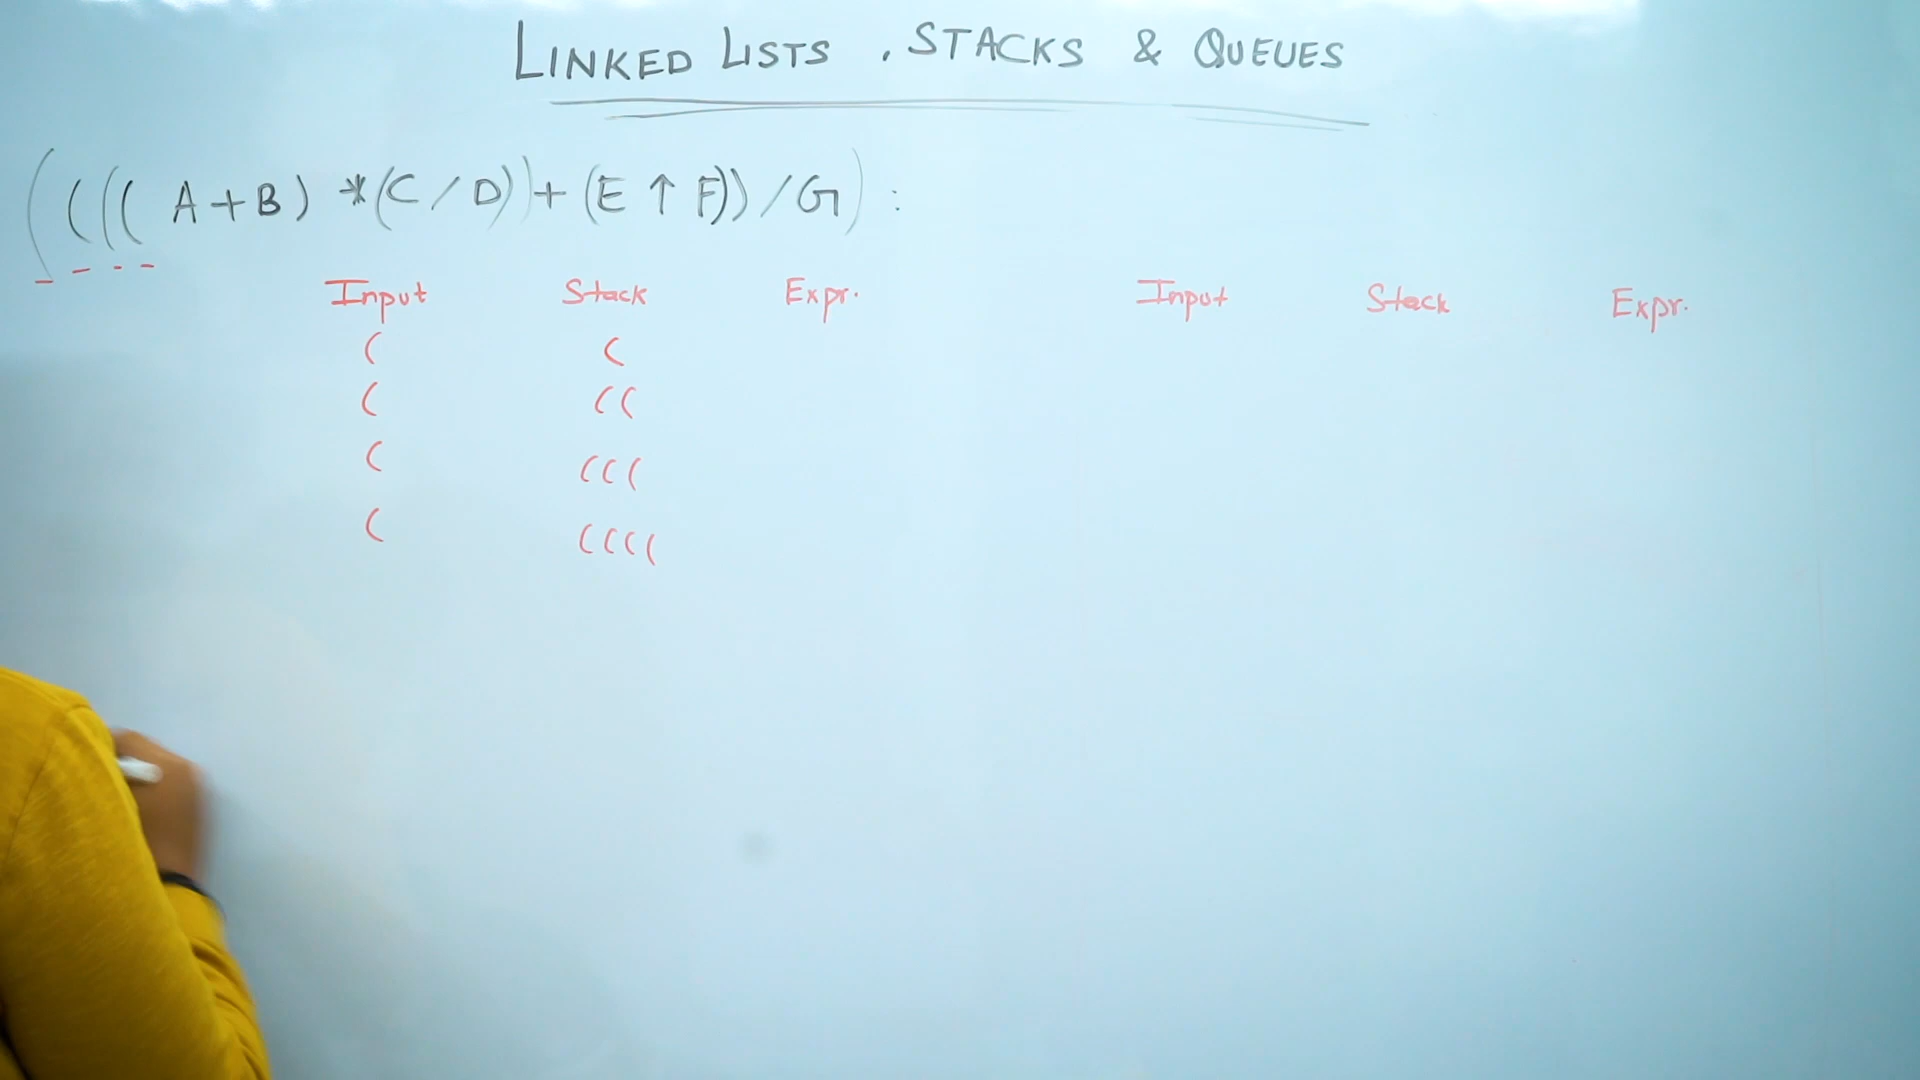 LINKED LISTS , STACKS & QUEUES
((((A+B)*(C/D))+(E↑F))/G) :
Input Stack Expr. Input Stack Expr.
( (
( ((
( (((
( ((((